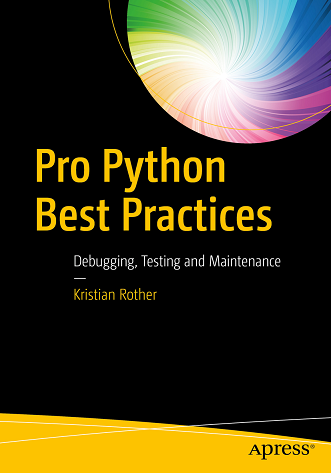 Pro Python
Best Practices
Debugging, Testing and Maintenance
—
Kristian Rother
Apress®